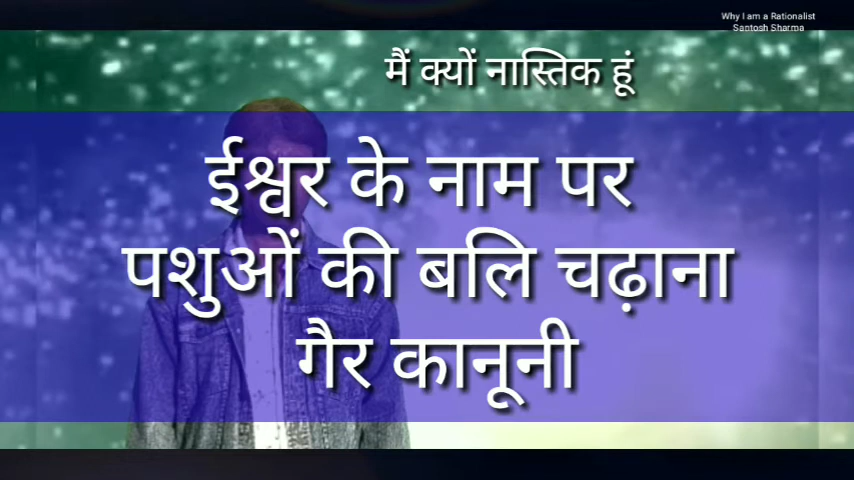 Why I am a Rationalist
Santosh Sharma
मैं क्यों नास्तिक हूं
ईश्वर के नाम पर
पशुओं की बलि चढ़ाना
गैर कानूनी